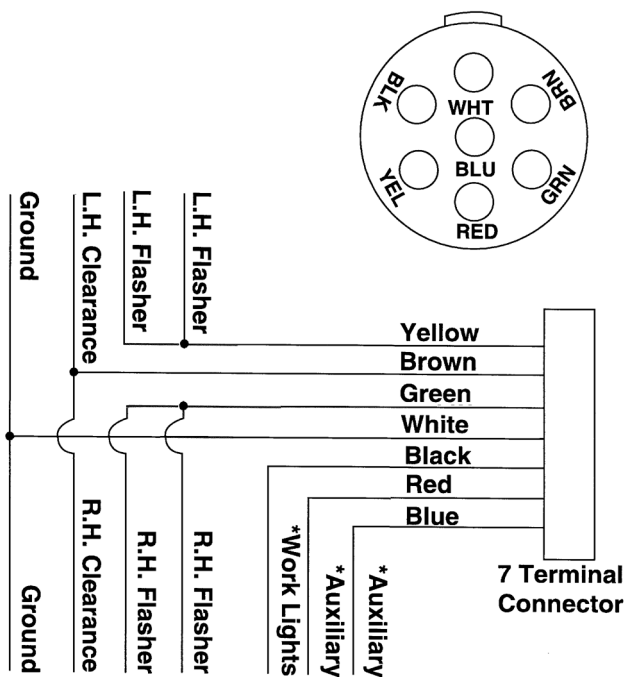 BLK
WHT
BRN
BLU
YEL
GRN
RED
Ground
L.H. Clearance
L.H. Flasher
L.H. Flasher
Yellow
Brown
Green
White
Black
Red
Blue
Ground
R.H. Clearance
R.H. Flasher
R.H. Flasher
*Work Lights
*Auxiliary
*Auxiliary
7 Terminal
Connector